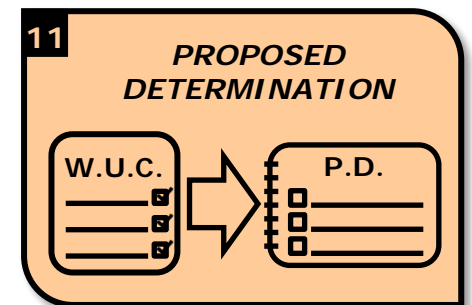 11
PROPOSED
DETERMINATION
W.U.C.
P.D.